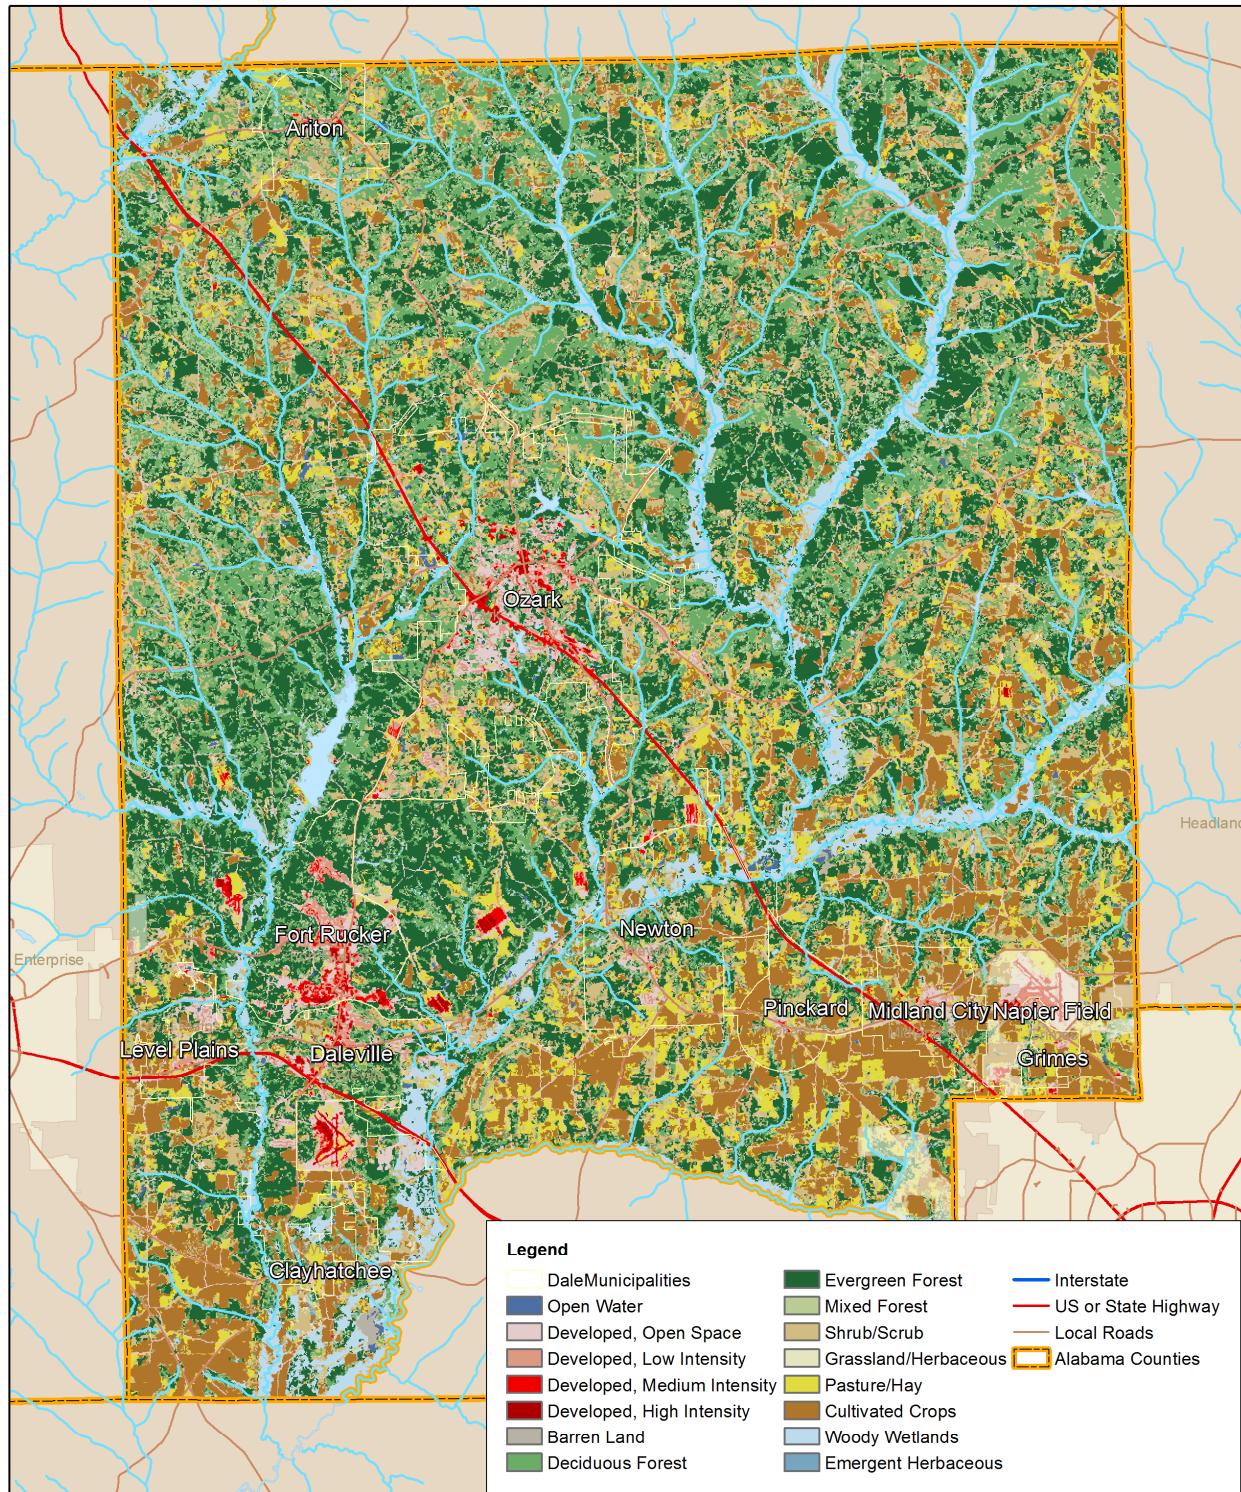 Ariton
Ozark
Headland
Fort Rucker
Newton
Enterprise
Pinckard
Midland City
Napier Field
Level Plains
Daleville
Grimes
Clayhatchee
Legend
DaleMunicipalities
Open Water
Developed, Open Space
Developed, Low Intensity
Developed, Medium Intensity
Developed, High Intensity
Barren Land
Deciduous Forest
Evergreen Forest
Mixed Forest
Shrub/Scrub
Grassland/Herbaceous
Pasture/Hay
Cultivated Crops
Woody Wetlands
Emergent Herbaceous
Interstate
US or State Highway
Local Roads
Alabama Counties